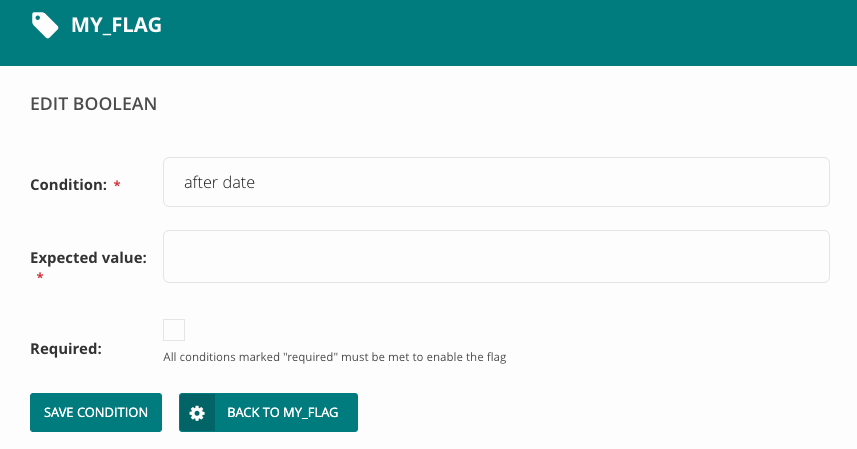 MY_FLAG
EDIT BOOLEAN
Condition: *
after date
Expected value:
*
Required:
All conditions marked "required" must be met to enable the flag
SAVE CONDITION
BACK TO MY_FLAG